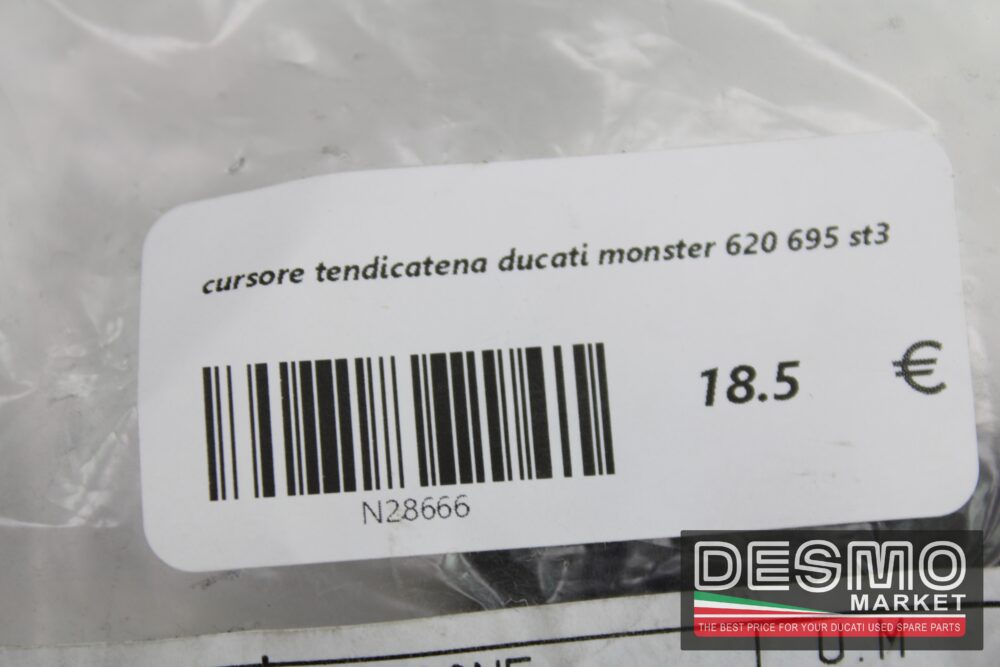 cursore tendicatena ducati monster 620 695 st3
18.5 €
N28666
DESMO
MARKET
THE BEST PRICE FOR YOUR DUCATI USED SPARE PARTS
U.M